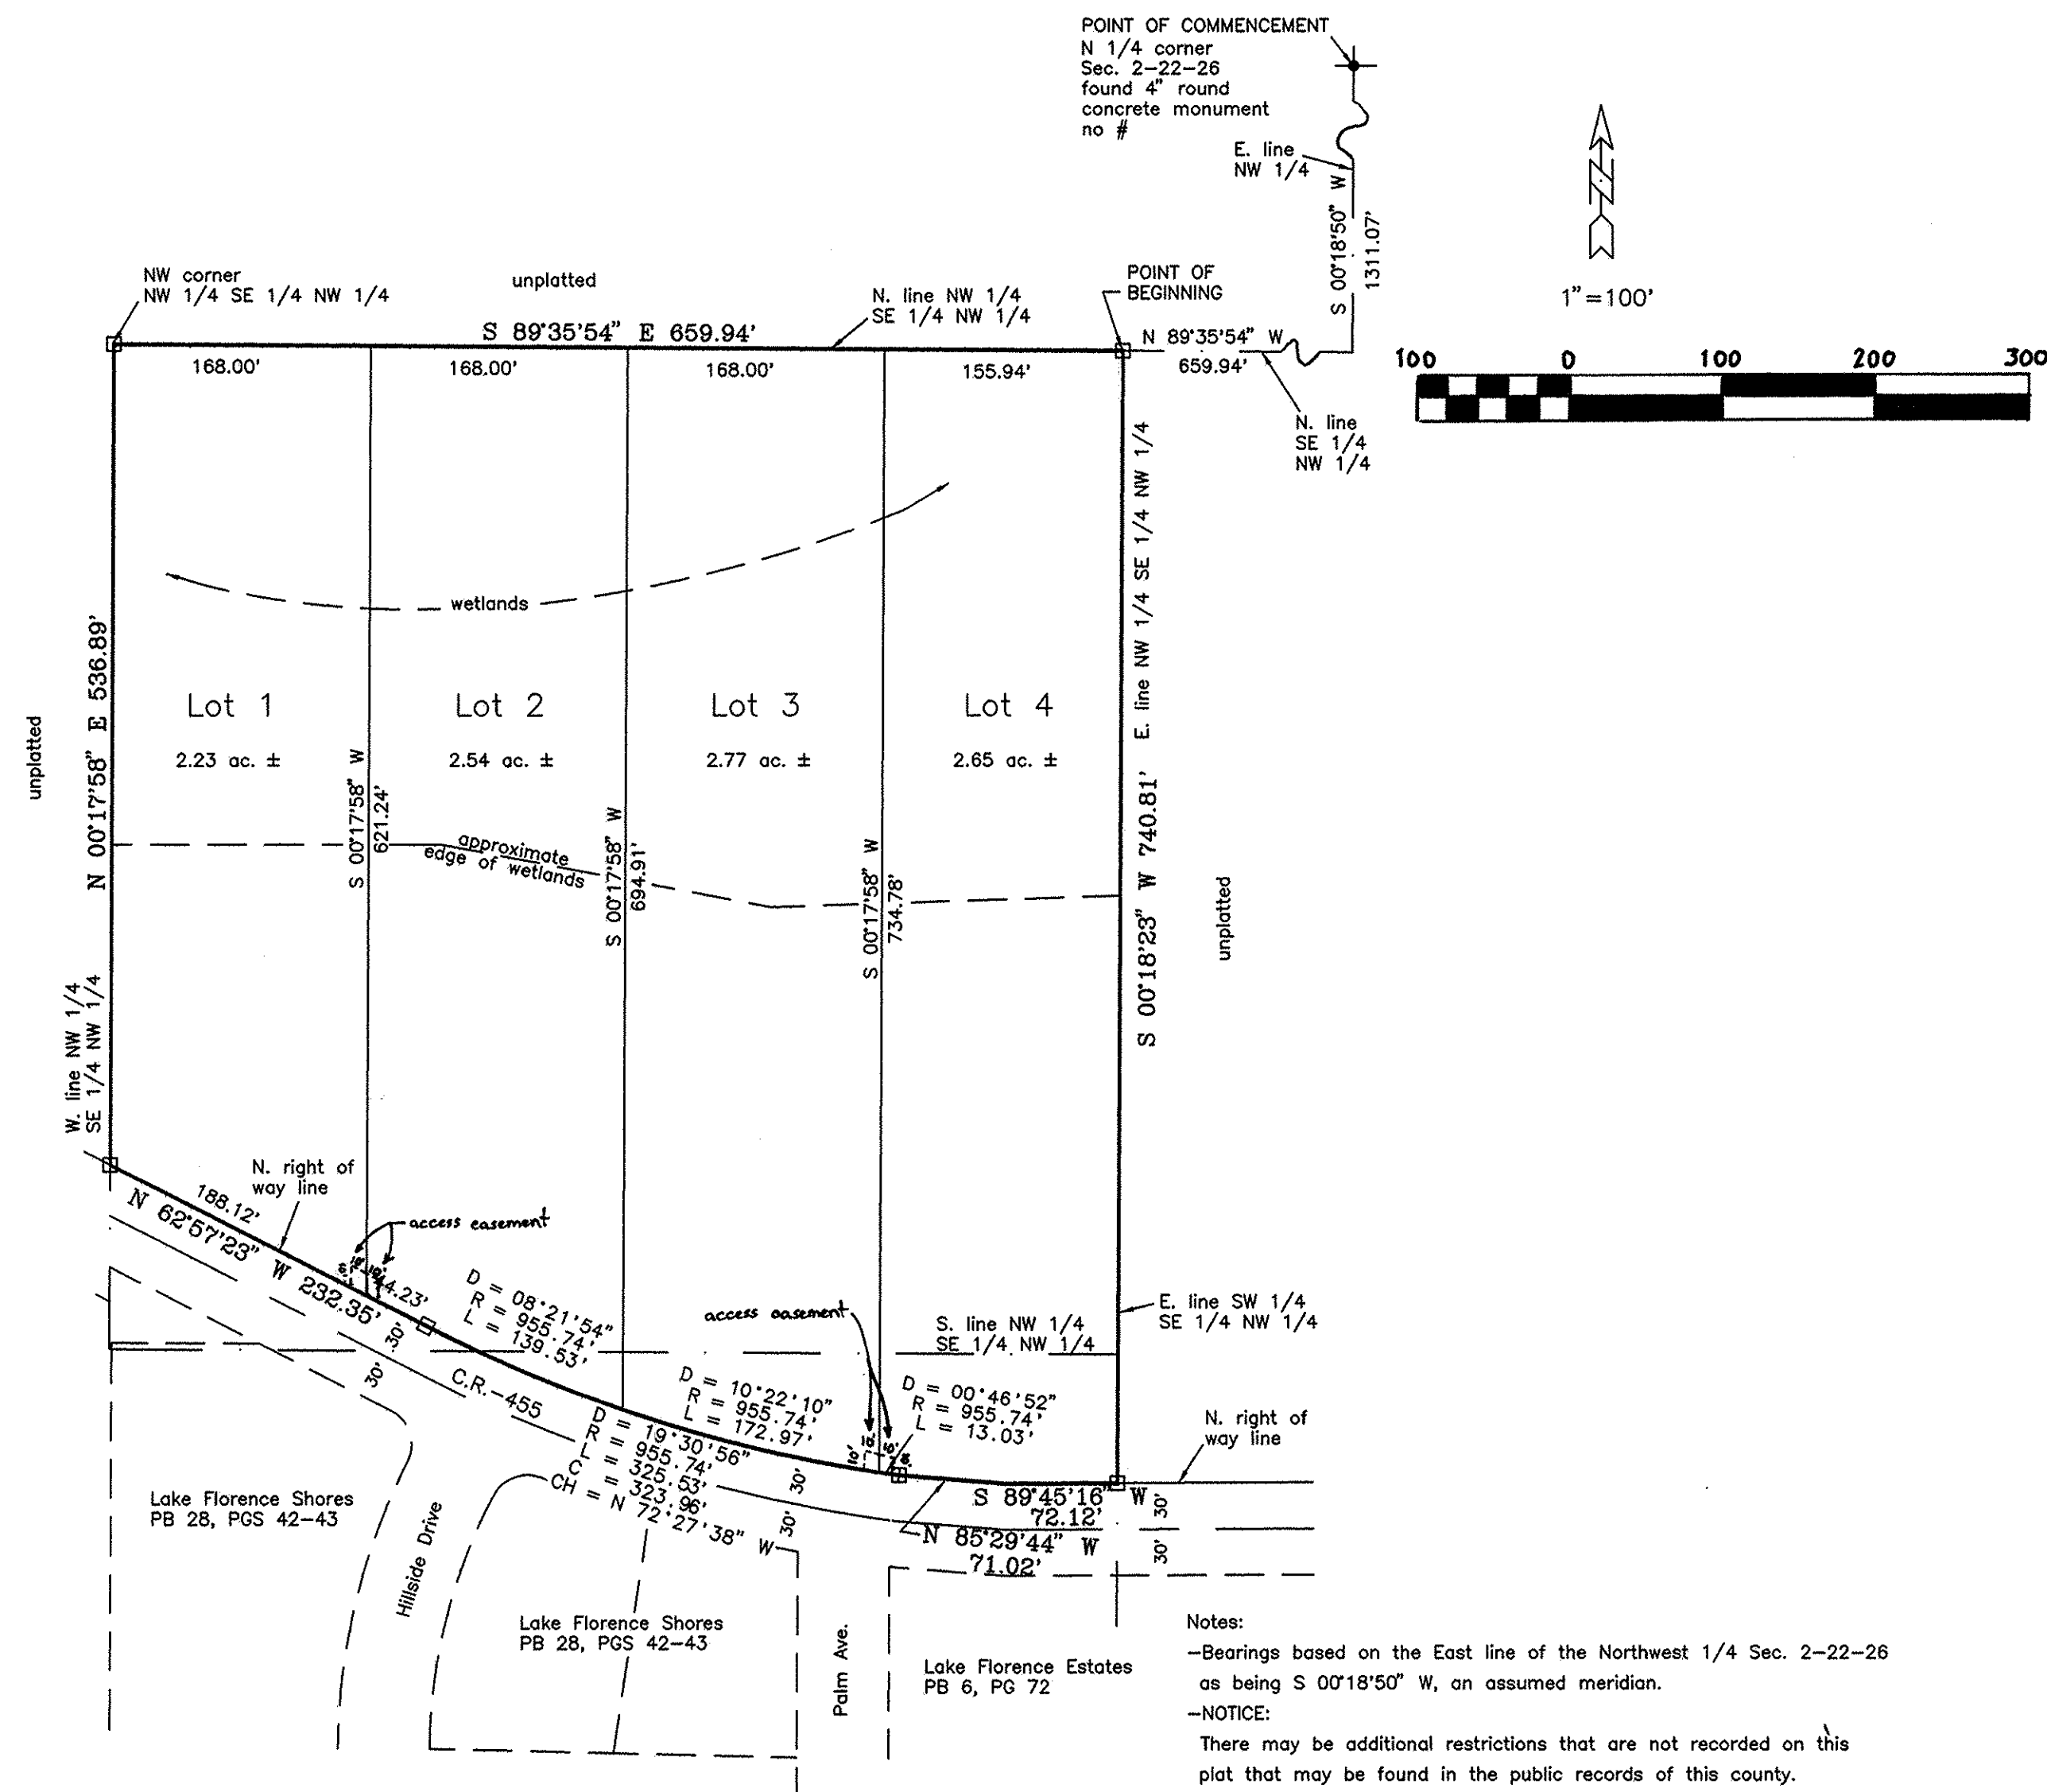 POINT OF COMMENCEMENT
N 1/4 corner
Sec. 2-22-26
found 4" round
concrete monument
no #
E. line
NW 1/4
S 00°18'50" W
1311.07'
1"=100'
100 0 100 200 300
NW corner
NW 1/4 SE 1/4 NW 1/4
unplatted
N. line NW 1/4
SE 1/4 NW 1/4
POINT OF
BEGINNING
S 89°35'54" E 659.94'
N 89°35'54" W
659.94'
168.00'
168.00'
168.00'
155.94'
N. line
SE 1/4
NW 1/4
wetlands
Lot 1
2.23 ac. ±
Lot 2
2.54 ac. ±
Lot 3
2.77 ac. ±
Lot 4
2.65 ac. ±
unplatted
N 00°17'58" E 536.89'
W. line NW 1/4
SE 1/4 NW 1/4
S 00°17'58" W
621.24'
approximate
edge of wetlands
S 00°17'58" W
694.91'
S 00°17'58" W
734.78'
E. line NW 1/4 SE 1/4 NW 1/4
S 00°18'23" W 740.81'
unplatted
N. right of
way line
188.12'
N 62°57'23" W 232.35'
access easement
10'
44.23'
30'
30'
D = 08°21'54"
R = 955.74'
L = 139.53'
access easement
10'
10'
S. line NW 1/4
SE 1/4 NW 1/4
E. line SW 1/4
SE 1/4 NW 1/4
C.R.-455
D = 10°22'10"
R = 955.74'
L = 172.97'
D = 00°46'52"
R = 955.74'
L = 13.03'
D = 19°30'56"
R = 955.74'
L = 325.53'
C = 323.96'
CH = N 72°27'38" W
30'
30'
N. right of
way line
S 89°45'16" W
72.12'
30'
30'
N 85°29'44" W
71.02'
Lake Florence Shores
PB 28, PGS 42-43
Hillside Drive
Lake Florence Shores
PB 28, PGS 42-43
Palm Ave.
Lake Florence Estates
PB 6, PG 72
Notes:
-Bearings based on the East line of the Northwest 1/4 Sec. 2-22-26
as being S 00°18'50" W, an assumed meridian.
-NOTICE:
There may be additional restrictions that are not recorded on this
plat that may be found in the public records of this county.